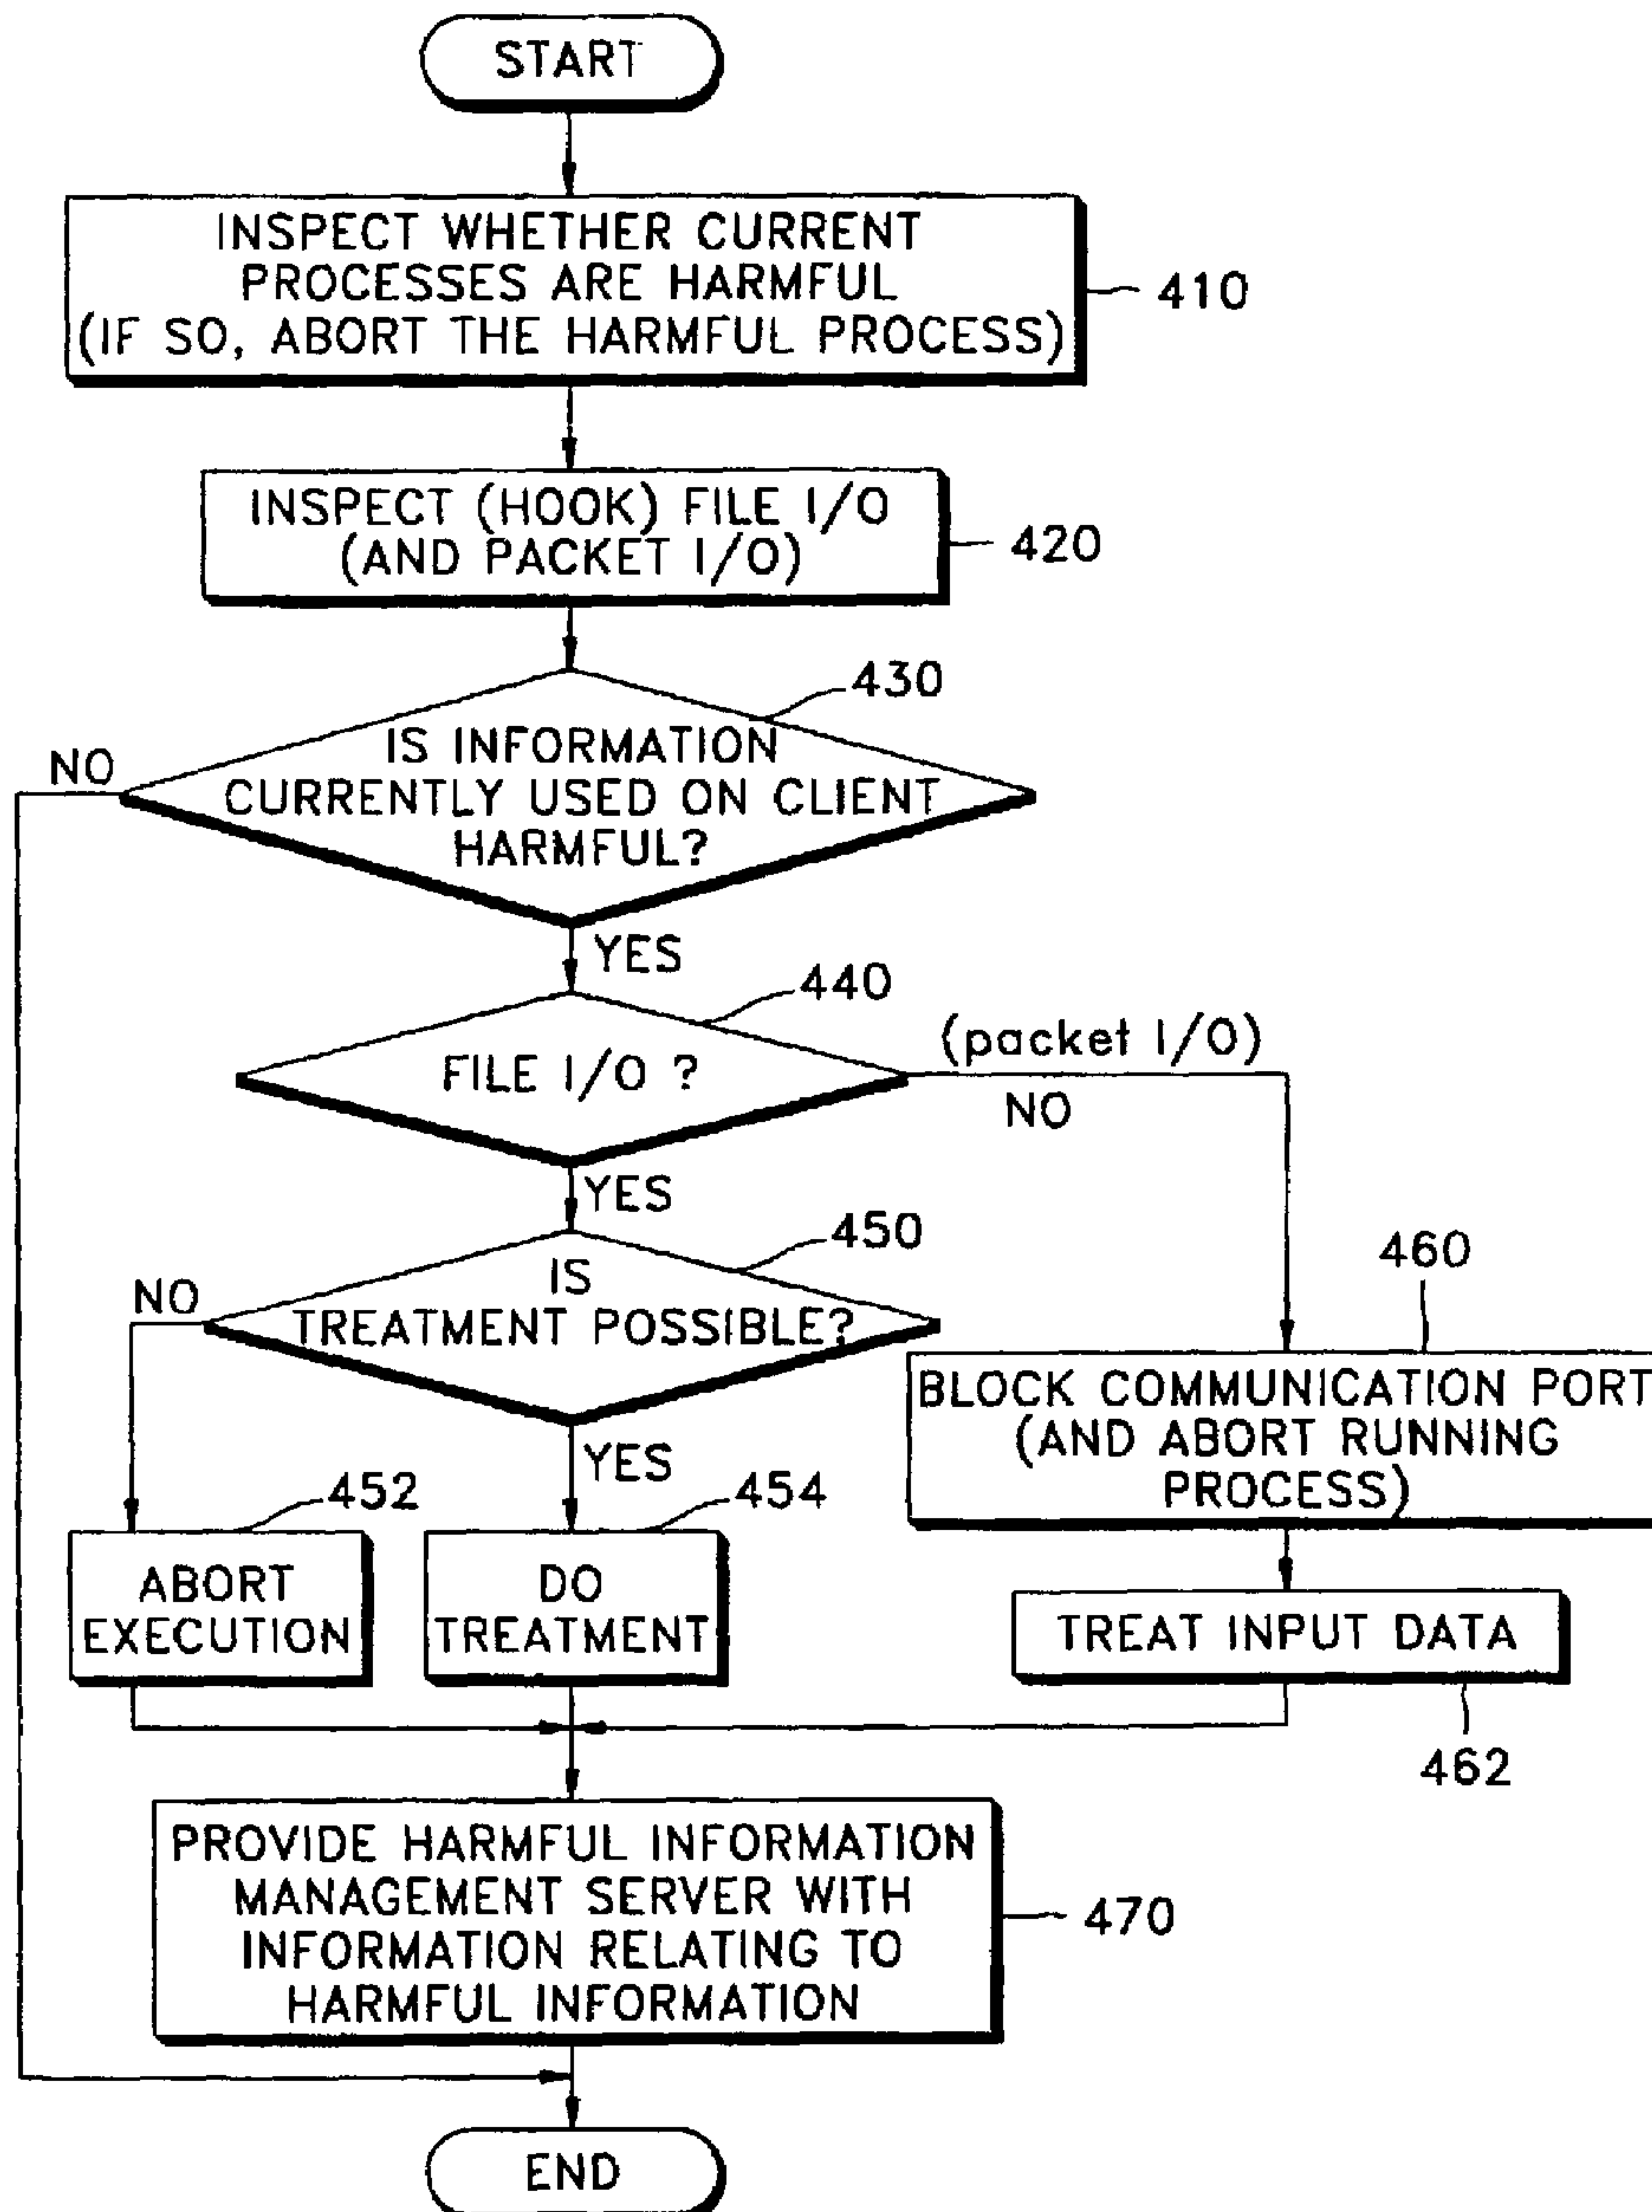 START
INSPECT WHETHER CURRENT
PROCESSES ARE HARMFUL
(IF SO, ABORT THE HARMFUL PROCESS)
410
INSPECT (HOOK) FILE I/O
(AND PACKET I/O)
420
430
IS INFORMATION
CURRENTLY USED ON CLIENT
HARMFUL?
NO
YES
440
FILE I/O ?
(packet I/O)
NO
YES
450
IS
TREATMENT POSSIBLE?
NO
YES
460
BLOCK COMMUNICATION PORT
(AND ABORT RUNNING
PROCESS)
452
ABORT
EXECUTION
454
DO
TREATMENT
TREAT INPUT DATA
462
PROVIDE HARMFUL INFORMATION
MANAGEMENT SERVER WITH
INFORMATION RELATING TO
HARMFUL INFORMATION
470
END